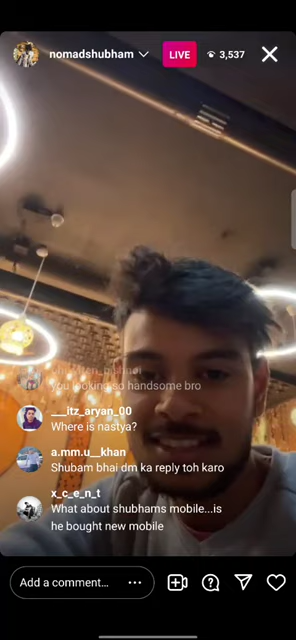 nomadshubham
LIVE
3,537
you looking so handsome bro
___itz_aryan_00
Where is nastya?
a.mm.u__khan
Shubam bhai dm ka reply toh karo
x_c_e_n_t
What about shubhams mobile...is
he bought new mobile
Add a comment...